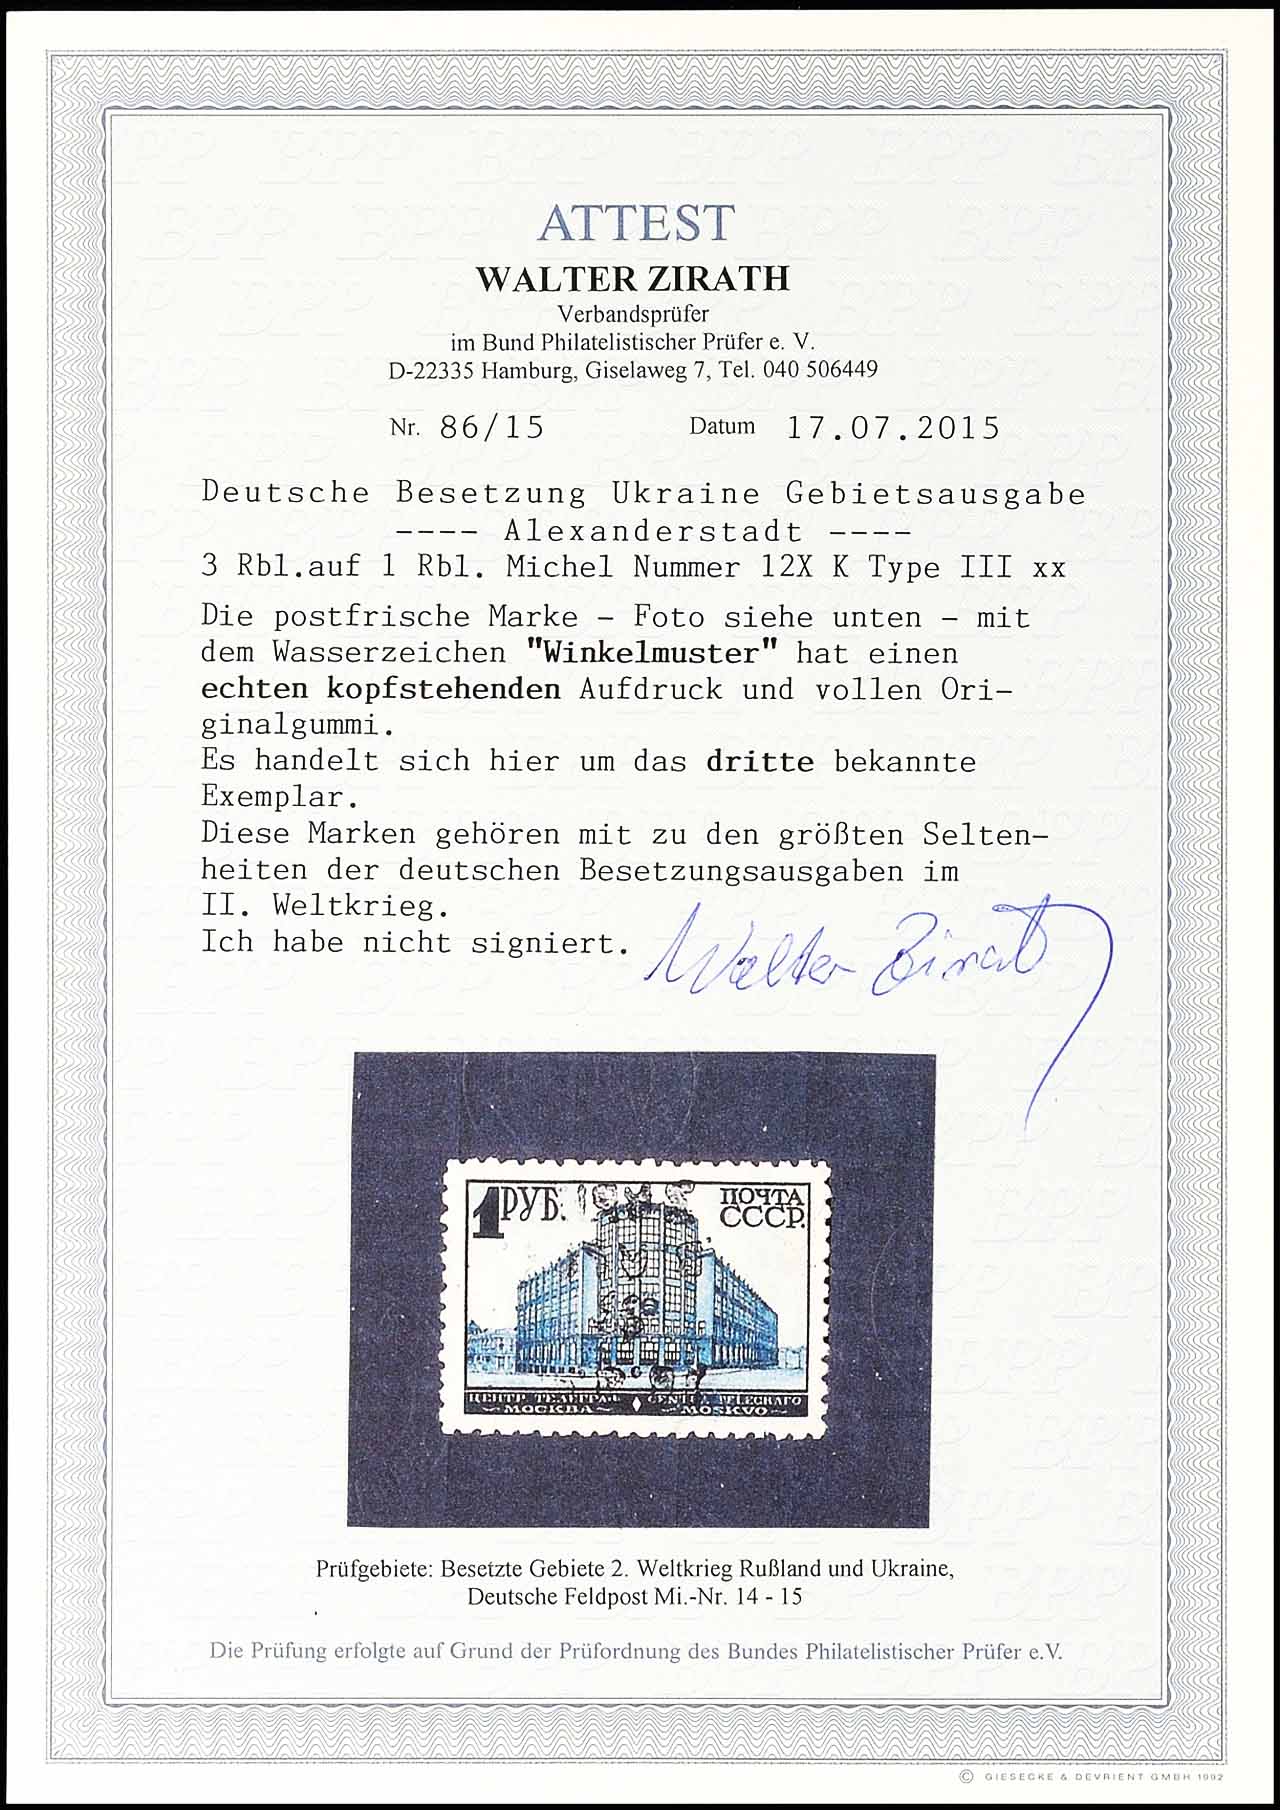 ATTEST
WALTER ZIRATH
Verbandsprüfer
im Bund Philatelistischer Prüfer e. V.
D-22335 Hamburg, Giselaweg 7, Tel. 040 506449
Nr. 86/15 Datum 17.07.2015
Deutsche Besetzung Ukraine Gebietsausgabe
---- Alexanderstadt ----
3 Rbl.auf 1 Rbl. Michel Nummer 12X K Type III xx
Die postfrische Marke - Foto siehe unten - mit
dem Wasserzeichen "Winkelmuster" hat einen
echten kopfstehenden Aufdruck und vollen Ori-
ginalgummi.
Es handelt sich hier um das dritte bekannte
Exemplar.
Diese Marken gehören mit zu den größten Selten-
heiten der deutschen Besetzungsausgaben im
II. Weltkrieg.
Ich habe nicht signiert.
Walter Zirath
1 РУБ. ПОЧТА
СССР.
ЦЕНТР. ТЕЛЕГРАФ CENTRA TELEGRAFO
МОСКВА MOSKVO
Prüfgebiete: Besetzte Gebiete 2. Weltkrieg Rußland und Ukraine,
Deutsche Feldpost Mi.-Nr. 14 - 15
Die Prüfung erfolgte auf Grund der Prüfordnung des Bundes Philatelistischer Prüfer e.V.
© GIESECKE & DEVRIENT GMBH 1992